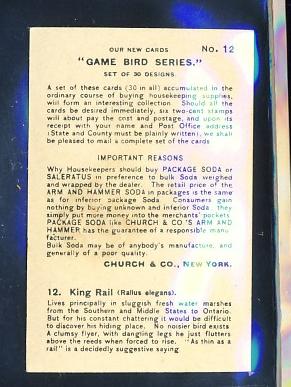 OUR NEW CARDS No. 12
"GAME BIRD SERIES."
SET OF 30 DESIGNS
A set of these cards (30 in all) accumulated in the
ordinary course of buying housekeeping supplies,
will form an interesting collection. Should all the
cards be desired immediately, six two-cent stamps
will about pay the cost and postage, and upon its
receipt with your name and Post Office address
(State and County must be plainly written), we shall
be pleased to mail a complete set of the cards
IMPORTANT REASONS
Why Housekeepers should buy PACKAGE SODA or
SALERATUS in preference to bulk Soda weighed
and wrapped by the dealer. The retail price of the
ARM AND HAMMER SODA in packages is the same
as for inferior package Soda. Consumers gain
nothing by buying unknown and inferior Soda they
simply put more money into the merchants' pockets
PACKAGE SODA like CHURCH & CO'S ARM AND
HAMMER has the guarantee of a responsible manu-
facturer.
Bulk Soda may be of anybody's manufacture, and
generally of a poor quality.
CHURCH & CO., NEW YORK.
12. King Rail (Rallus elegans).
Lives principally in sluggish fresh water marshes
from the Southern and Middle States to Ontario.
But for his constant chattering it would be difficult
to discover his hiding place. No noisier bird exists
A clumsy flyer, with dangling legs he just flutters
above the reeds when forced to rise. "As thin as a
rail" is a decidedly suggestive saying